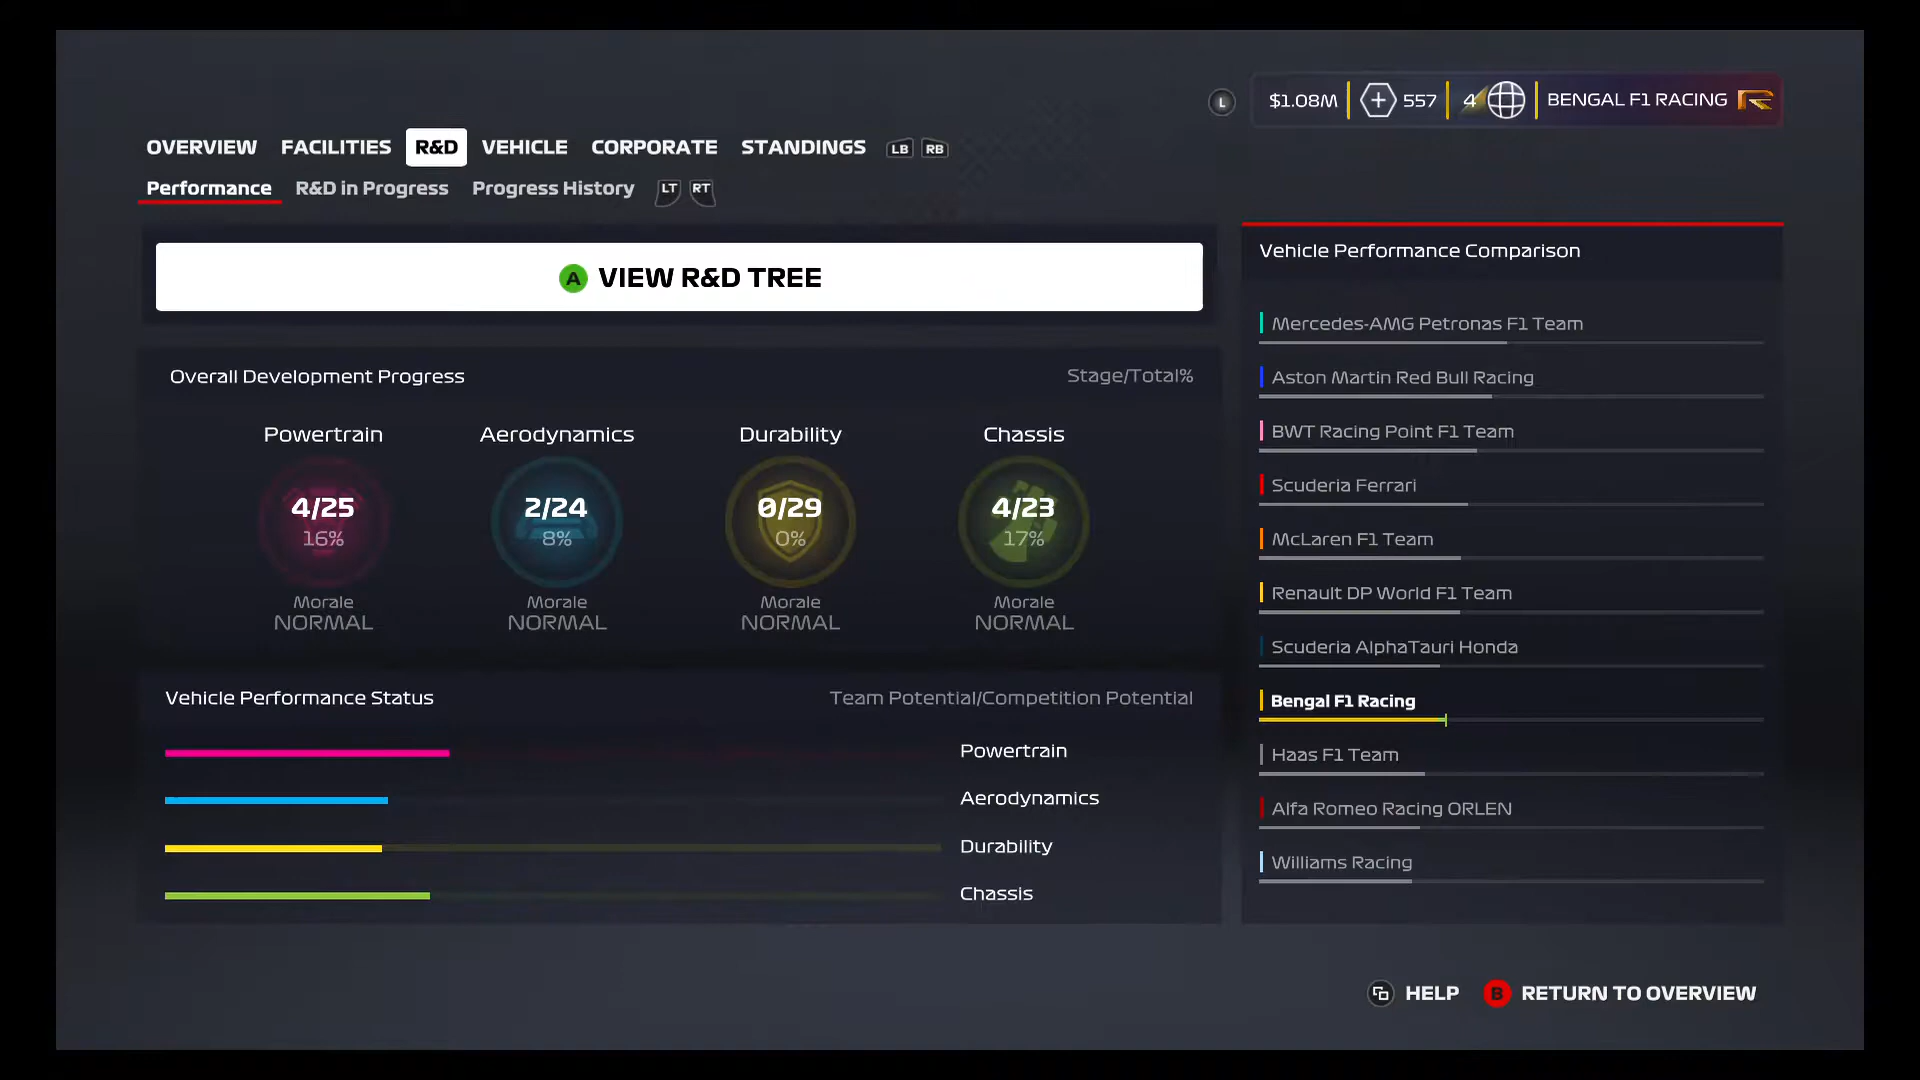 L $1.08M 557 4 BENGAL F1 RACING
OVERVIEW FACILITIES R&D VEHICLE CORPORATE STANDINGS LB RB
Performance R&D in Progress Progress History LT RT
A VIEW R&D TREE
Overall Development Progress Stage/Total%
Powertrain Aerodynamics Durability Chassis
4/25 2/24 0/29 4/23
16% 8% 0% 17%
Morale Morale Morale Morale
NORMAL NORMAL NORMAL NORMAL
Vehicle Performance Status Team Potential/Competition Potential
Powertrain
Aerodynamics
Durability
Chassis
Vehicle Performance Comparison
Mercedes-AMG Petronas F1 Team
Aston Martin Red Bull Racing
BWT Racing Point F1 Team
Scuderia Ferrari
McLaren F1 Team
Renault DP World F1 Team
Scuderia AlphaTauri Honda
Bengal F1 Racing
Haas F1 Team
Alfa Romeo Racing ORLEN
Williams Racing
HELP B RETURN TO OVERVIEW